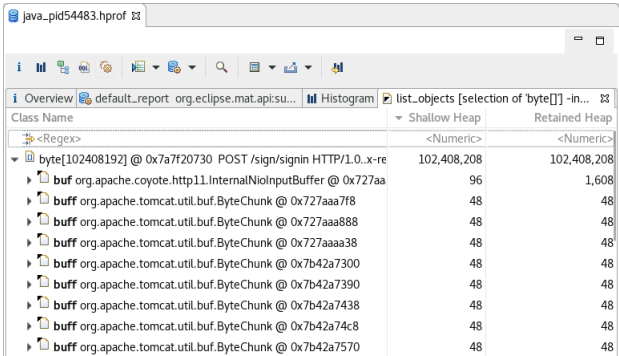 java_pid54483.hprof
i Overview default_report org.eclipse.mat.api:su... Histogram list_objects [selection of 'byte[]'] -in...
Class Name Shallow Heap Retained Heap
<Regex> <Numeric> <Numeric>
byte[102408192] @ 0x7a7f20730 POST /sign/signin HTTP/1.0..x-re 102,408,208 102,408,208
buf org.apache.coyote.http11.InternalNioInputBuffer @ 0x727aa 96 1,608
buff org.apache.tomcat.util.buf.ByteChunk @ 0x727aaa7f8 48 48
buff org.apache.tomcat.util.buf.ByteChunk @ 0x727aaa888 48 48
buff org.apache.tomcat.util.buf.ByteChunk @ 0x727aaaa38 48 48
buff org.apache.tomcat.util.buf.ByteChunk @ 0x7b42a7300 48 48
buff org.apache.tomcat.util.buf.ByteChunk @ 0x7b42a7390 48 48
buff org.apache.tomcat.util.buf.ByteChunk @ 0x7b42a7438 48 48
buff org.apache.tomcat.util.buf.ByteChunk @ 0x7b42a74c8 48 48
buff org.apache.tomcat.util.buf.ByteChunk @ 0x7b42a7570 48 48